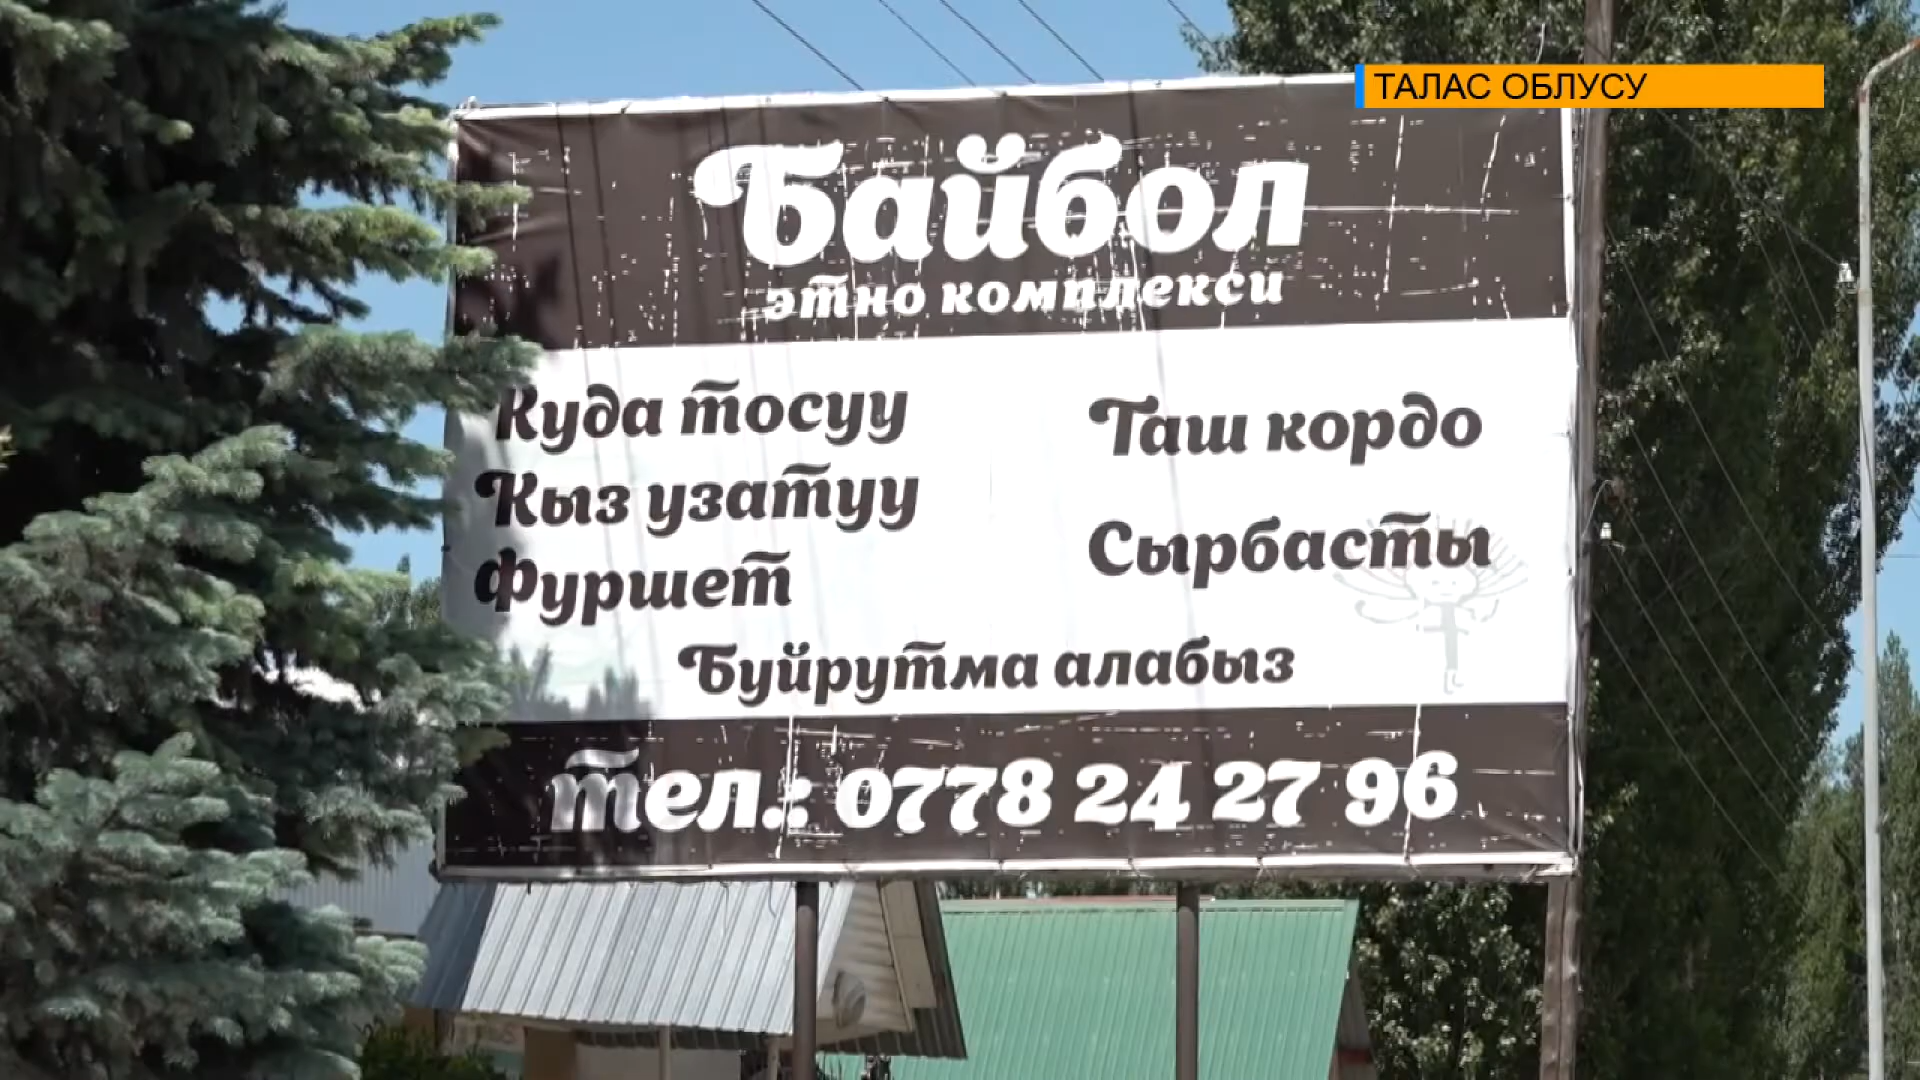 ТАЛАС ОБЛУСУ
Байбол
этно комплекси
Куда тосуу
Кыз узатуу
Фуршет
Таш кордо
Сырбасты
Буйрутма алабыз
тел.: 0778 24 27 96